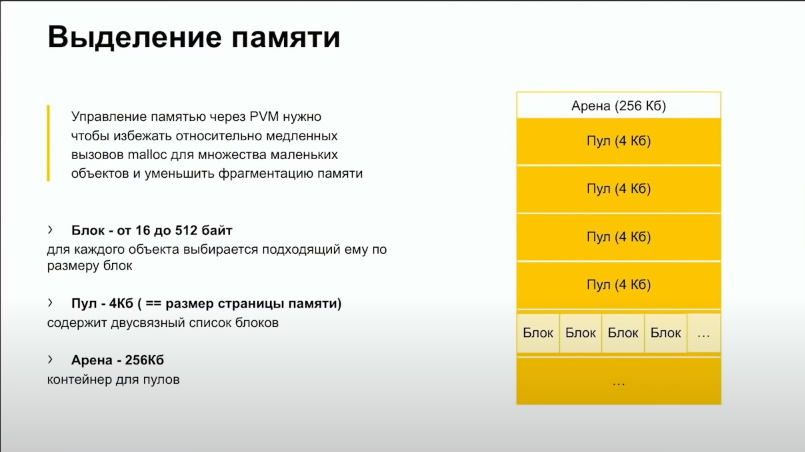 Выделение памяти
Управление памятью через PVM нужно
чтобы избежать относительно медленных
вызовов malloc для множества маленьких
объектов и уменьшить фрагментацию памяти
› Блок - от 16 до 512 байт
для каждого объекта выбирается подходящий ему по
размеру блок
› Пул - 4Кб ( == размер страницы памяти)
содержит двусвязный список блоков
› Арена - 256Кб
контейнер для пулов
Арена (256 Кб)
Пул (4 Кб)
Пул (4 Кб)
Пул (4 Кб)
Пул (4 Кб)
Блок Блок Блок Блок ...
...